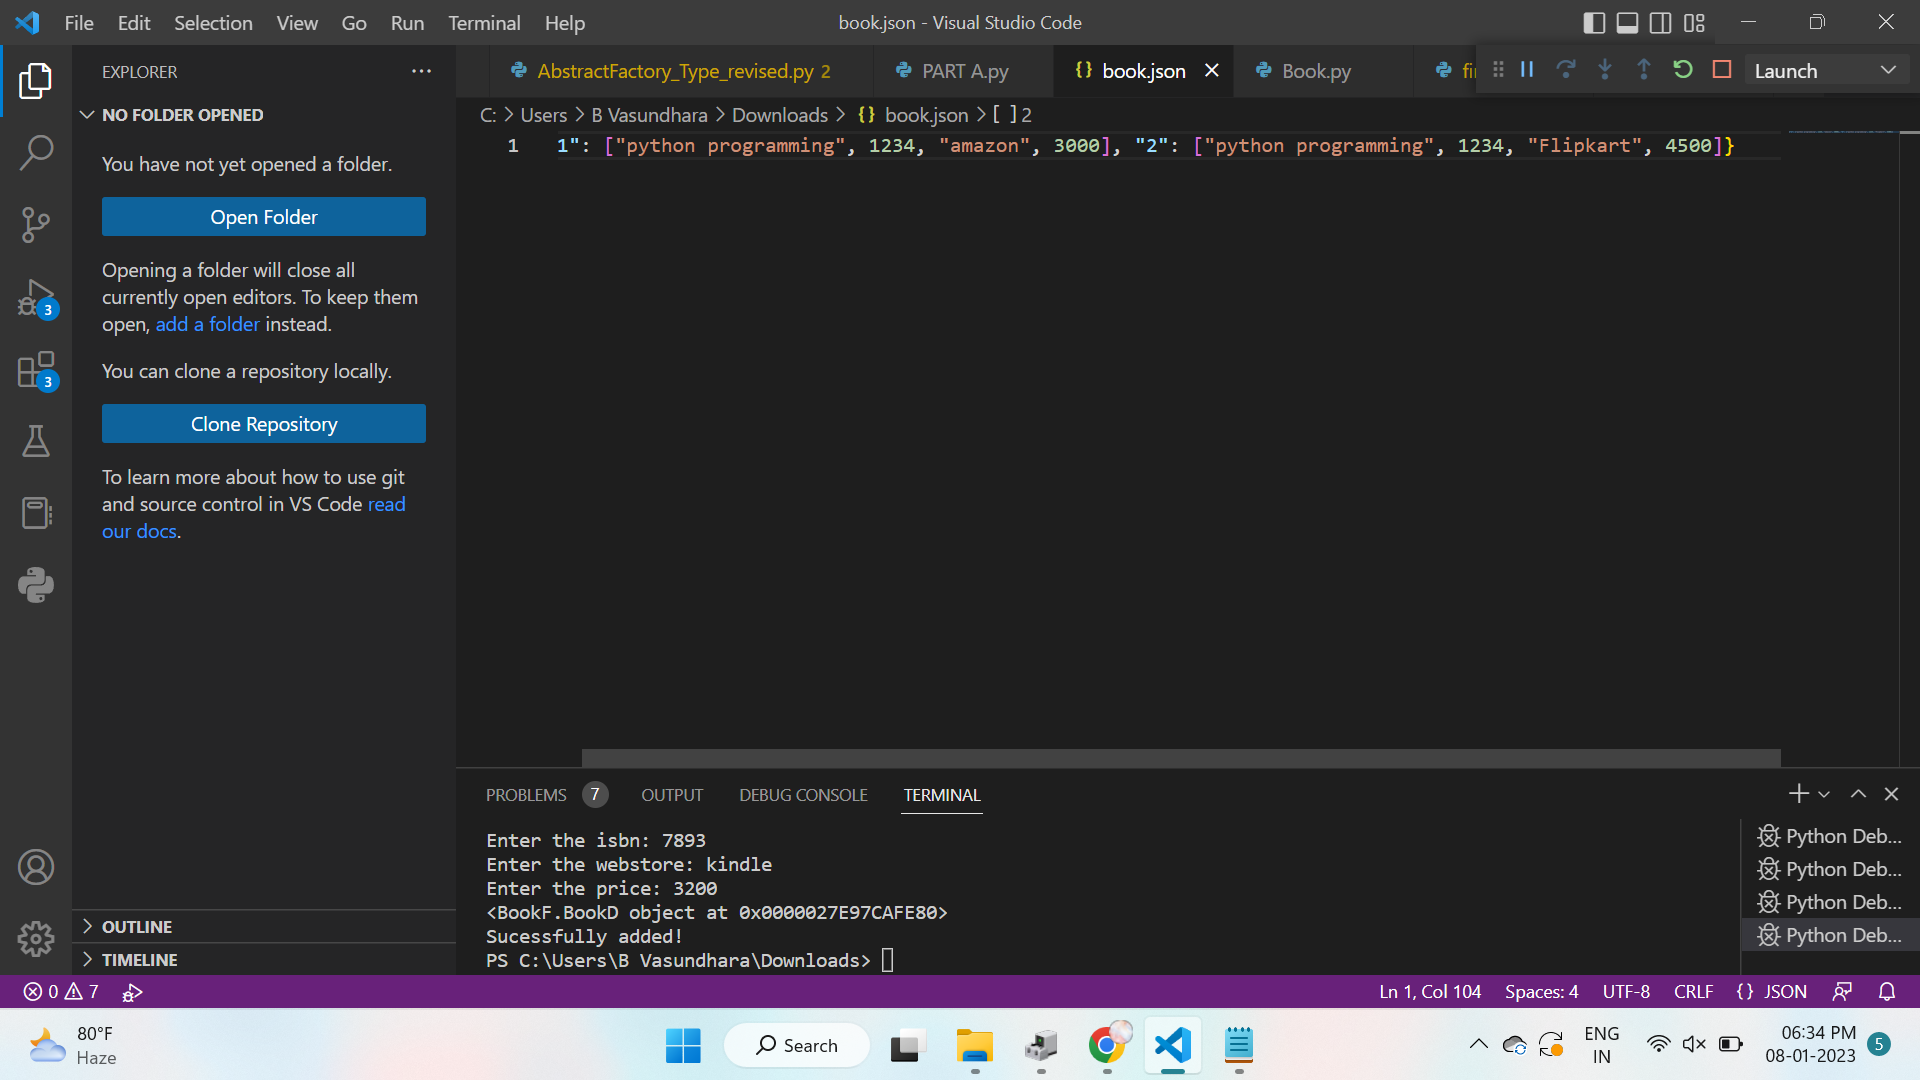 File Edit Selection View Go Run Terminal Help
book.json - Visual Studio Code
EXPLORER
AbstractFactory_Type_revised.py 2
PART A.py
{} book.json
Book.py
Launch
NO FOLDER OPENED
C: > Users > B Vasundhara > Downloads > {} book.json > [ ] 2
1 1": ["python programming", 1234, "amazon", 3000], "2": ["python programming", 1234, "Flipkart", 4500]}
You have not yet opened a folder.
Open Folder
Opening a folder will close all
currently open editors. To keep them
open, add a folder instead.
3
You can clone a repository locally.
3
Clone Repository
To learn more about how to use git
and source control in VS Code read
our docs.
PROBLEMS 7 OUTPUT DEBUG CONSOLE TERMINAL
Enter the isbn: 7893
Enter the webstore: kindle
Enter the price: 3200
<BookF.BookD object at 0x0000027E97CAFE80>
Sucessfully added!
PS C:\Users\B Vasundhara\Downloads>
Python Deb...
Python Deb...
Python Deb...
Python Deb...
OUTLINE
TIMELINE
0 7
Ln 1, Col 104 Spaces: 4 UTF-8 CRLF {} JSON
80°F
Haze
Search
ENG
IN
06:34 PM
08-01-2023
5